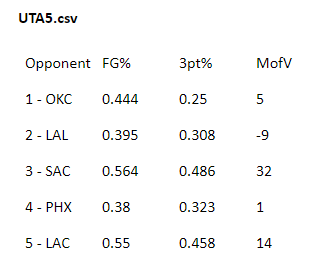 UTA5.csv
Opponent FG% 3pt% MofV
1 - OKC 0.444 0.25 5
2 - LAL 0.395 0.308 -9
3 - SAC 0.564 0.486 32
4 - PHX 0.38 0.323 1
5 - LAC 0.55 0.458 14